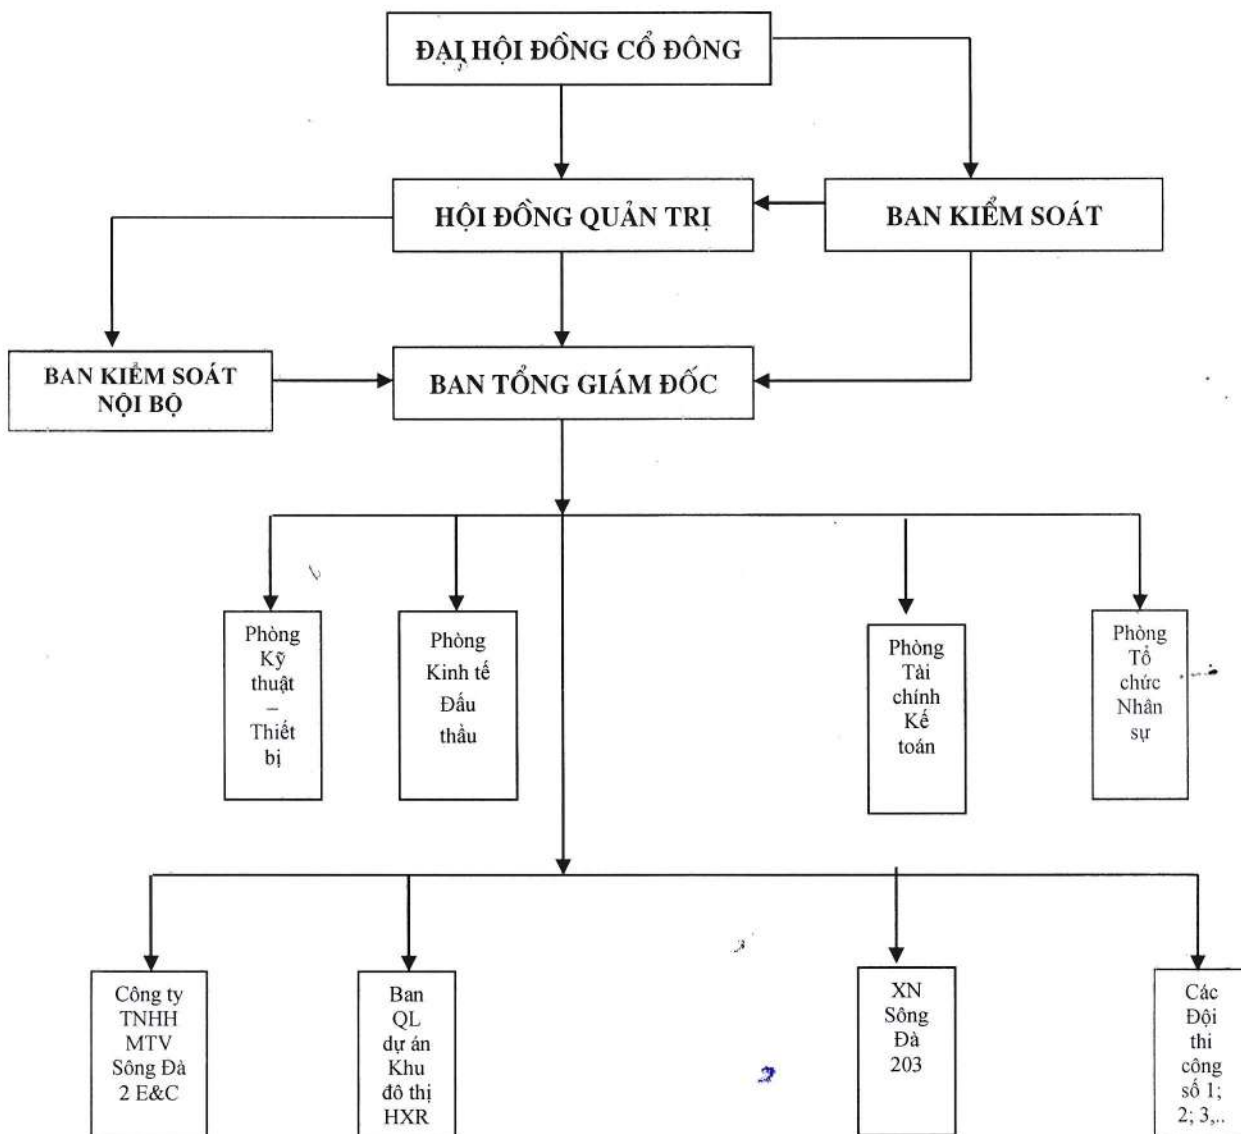 ĐẠI HỘI ĐỒNG CỔ ĐÔNG
HỘI ĐỒNG QUẢN TRỊ
BAN KIỂM SOÁT
BAN KIỂM SOÁT
NỘI BỘ
BAN TỔNG GIÁM ĐỐC
Phòng
Kỹ
thuật
–
Thiết
bị
Phòng
Kinh tế
Đấu
thầu
Phòng
Tài
chính
Kế
toán
Phòng
Tổ
chức
Nhân
sự
Công ty
TNHH
MTV
Sông Đà
2 E&C
Ban
QL
dự án
Khu
đô thị
HXR
XN
Sông
Đà
203
Các
Đội
thi
công
số 1;
2; 3,..